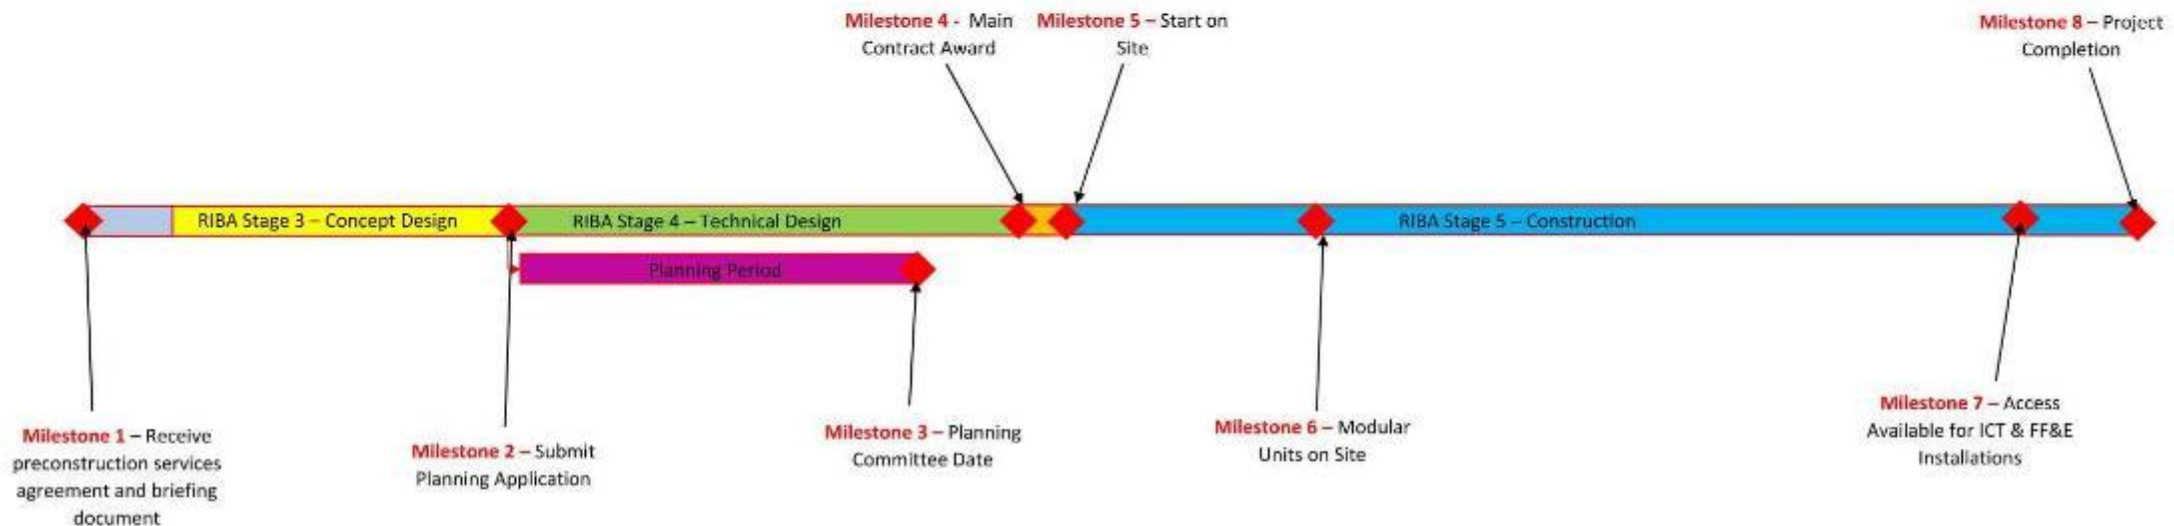 Milestone 4 - Main
Contract Award
Milestone 5 – Start on
Site
Milestone 8 – Project
Completion
RIBA Stage 3 – Concept Design
RIBA Stage 4 – Technical Design
RIBA Stage 5 – Construction
Planning Period
Milestone 1 – Receive
preconstruction services
agreement and briefing
document
Milestone 2 – Submit
Planning Application
Milestone 3 – Planning
Committee Date
Milestone 6 – Modular
Units on Site
Milestone 7 – Access
Available for ICT & FF&E
Installations